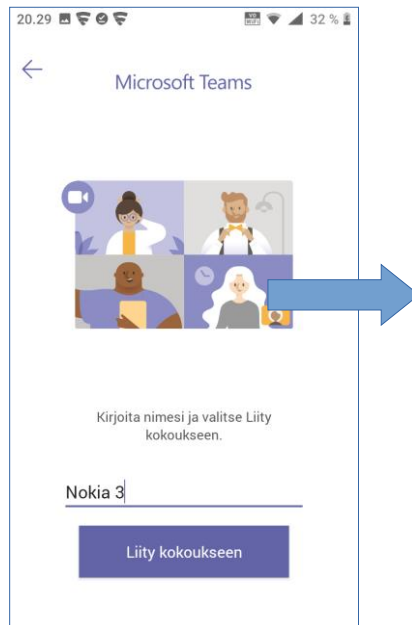 20.29 32 %
Microsoft Teams
Kirjoita nimesi ja valitse Liity
kokoukseen.
Nokia 3
Liity kokoukseen